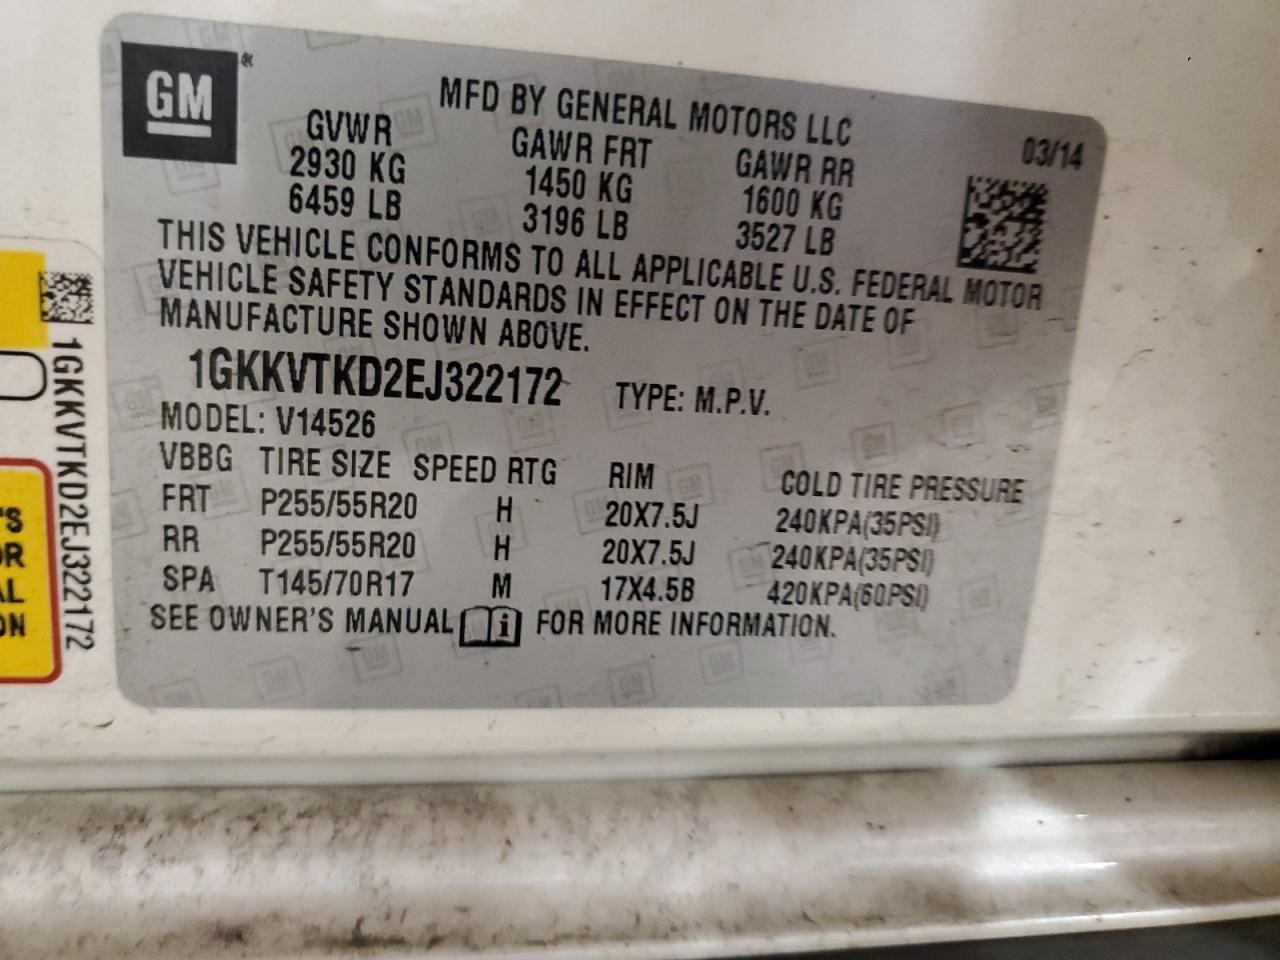 GM
MFD BY GENERAL MOTORS LLC
03/14
GVWR GAWR FRT GAWR RR
2930 KG 1450 KG 1600 KG
6459 LB 3196 LB 3527 LB
THIS VEHICLE CONFORMS TO ALL APPLICABLE U.S. FEDERAL MOTOR
VEHICLE SAFETY STANDARDS IN EFFECT ON THE DATE OF
MANUFACTURE SHOWN ABOVE.
1GKKVTKD2EJ322172 TYPE: M.P.V.
MODEL: V14526
VBBG TIRE SIZE SPEED RTG RIM COLD TIRE PRESSURE
FRT P255/55R20 H 20X7.5J 240KPA(35PSI)
RR P255/55R20 H 20X7.5J 240KPA(35PSI)
SPA T145/70R17 M 17X4.5B 420KPA(60PSI)
SEE OWNER'S MANUAL i FOR MORE INFORMATION.
1GKKVTKD2EJ322172